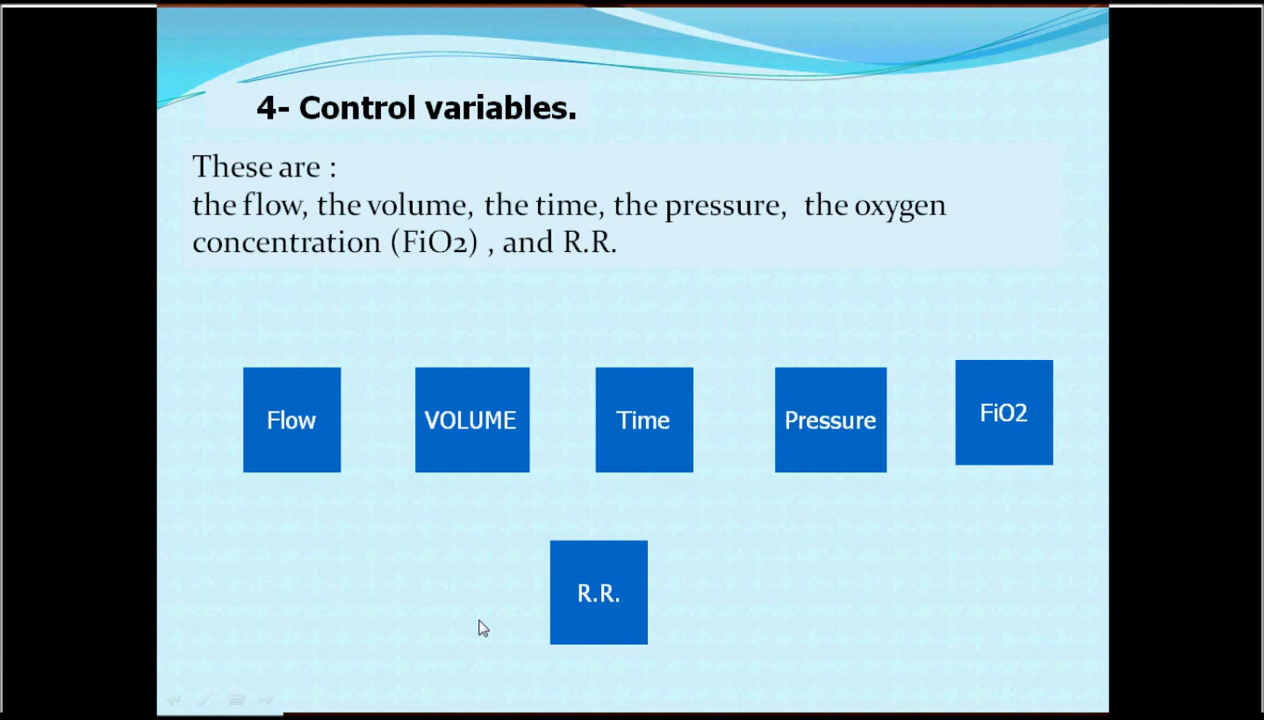 4- Control variables.
These are :
the flow, the volume, the time, the pressure, the oxygen
concentration (FiO2) , and R.R.
Flow
VOLUME
Time
Pressure
FiO2
R.R.